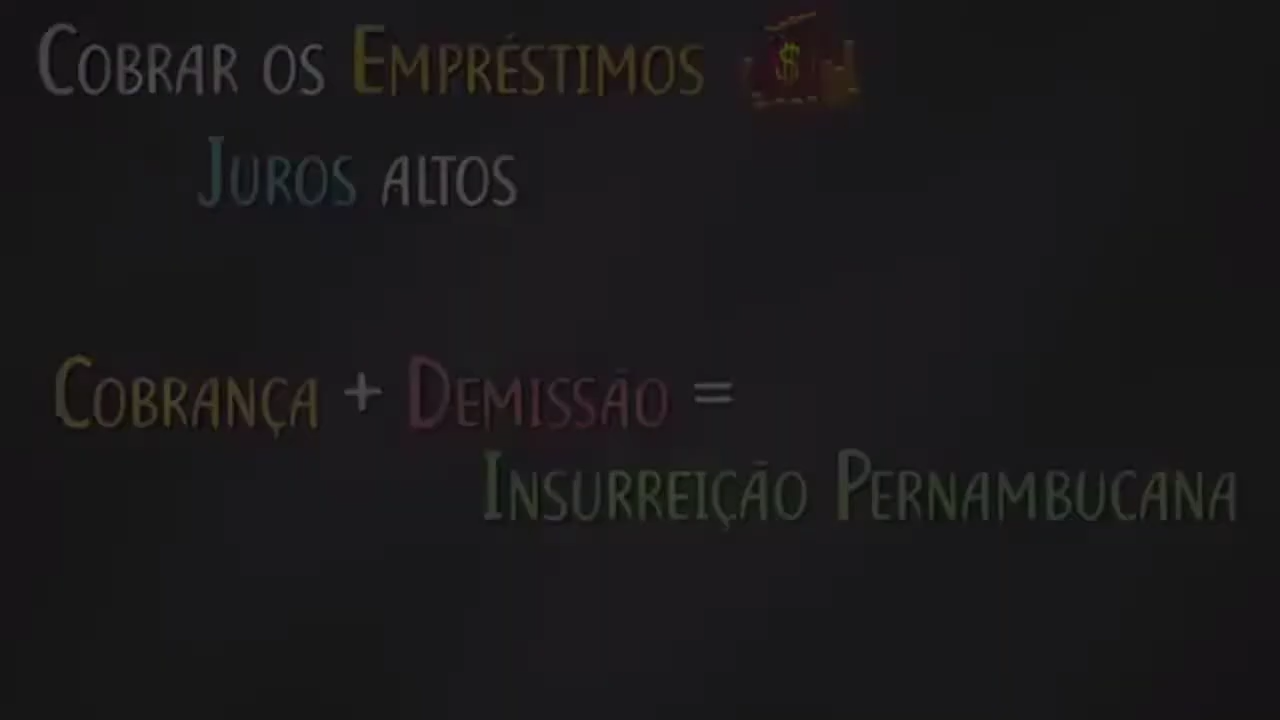 Cobrar os Empréstimos $
Juros altos
Cobrança + Demissão =
Insurreição Pernambucana